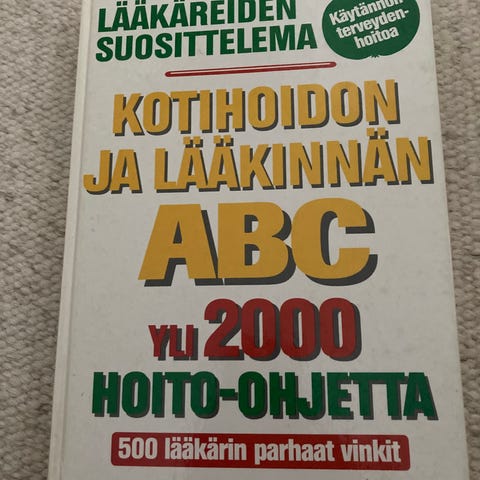 LÄÄKÄREIDEN
SUOSITTELEMA
Käytännön
terveyden-
hoitoa
KOTIHOIDON
JA LÄÄKINNÄN
ABC
YLI 2000
HOITO-OHJETTA
500 lääkärin parhaat vinkit